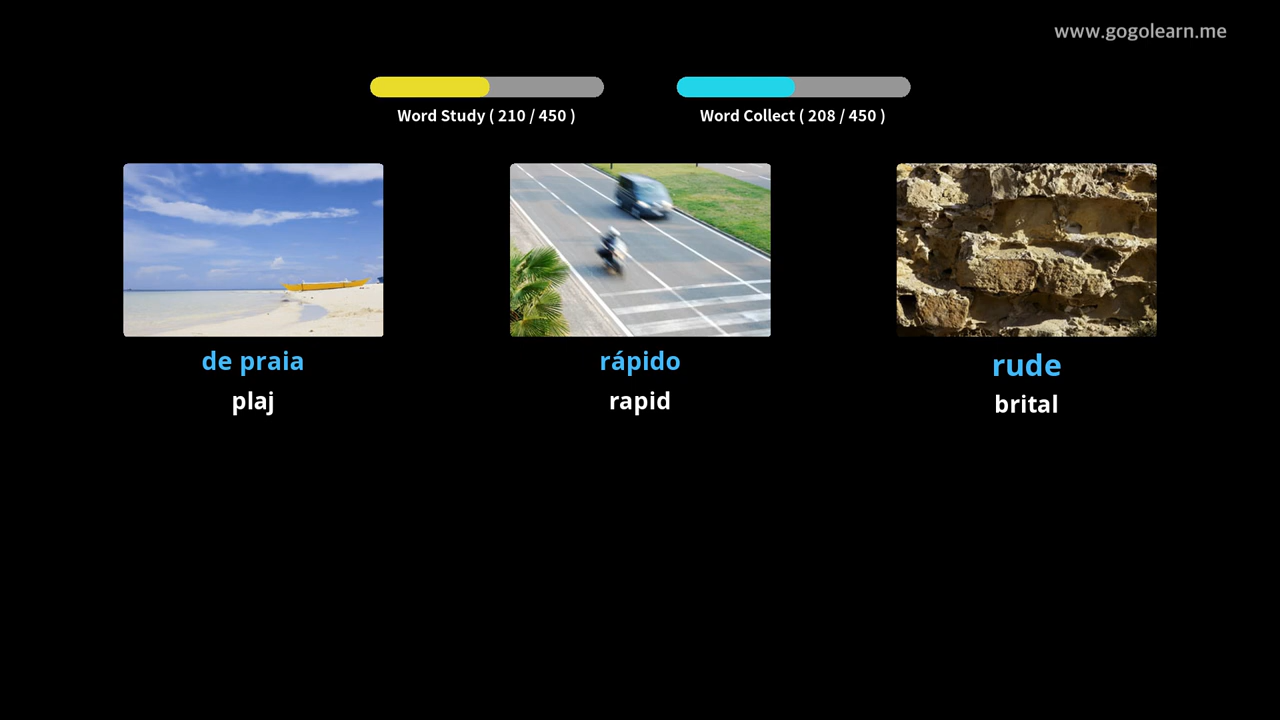 www.gogolearn.me
Word Study ( 210 / 450 )
Word Collect ( 208 / 450 )
de praia
plaj
rápido
rapid
rude
brital